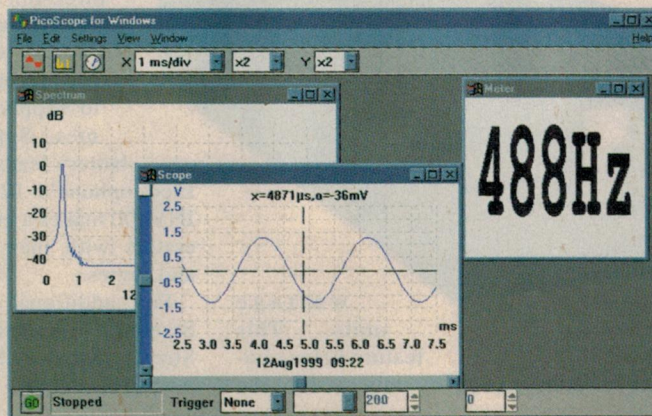 PicoScope for Windows
File Edit Settings View Window Help
X 1 ms/div x2 Y x2
Spectrum
dB
10
0
-10
-20
-30
-40
0 1 2
12
Meter
488Hz
Scope
V x=4871µs,o=-36mV
2.5
1.5
0.5
-0.5
-1.5
-2.5
ms
2.5 3.0 3.5 4.0 4.5 5.0 5.5 6.0 6.5 7.0 7.5
12Aug1999 09:22
GO Stopped Trigger None 200 0